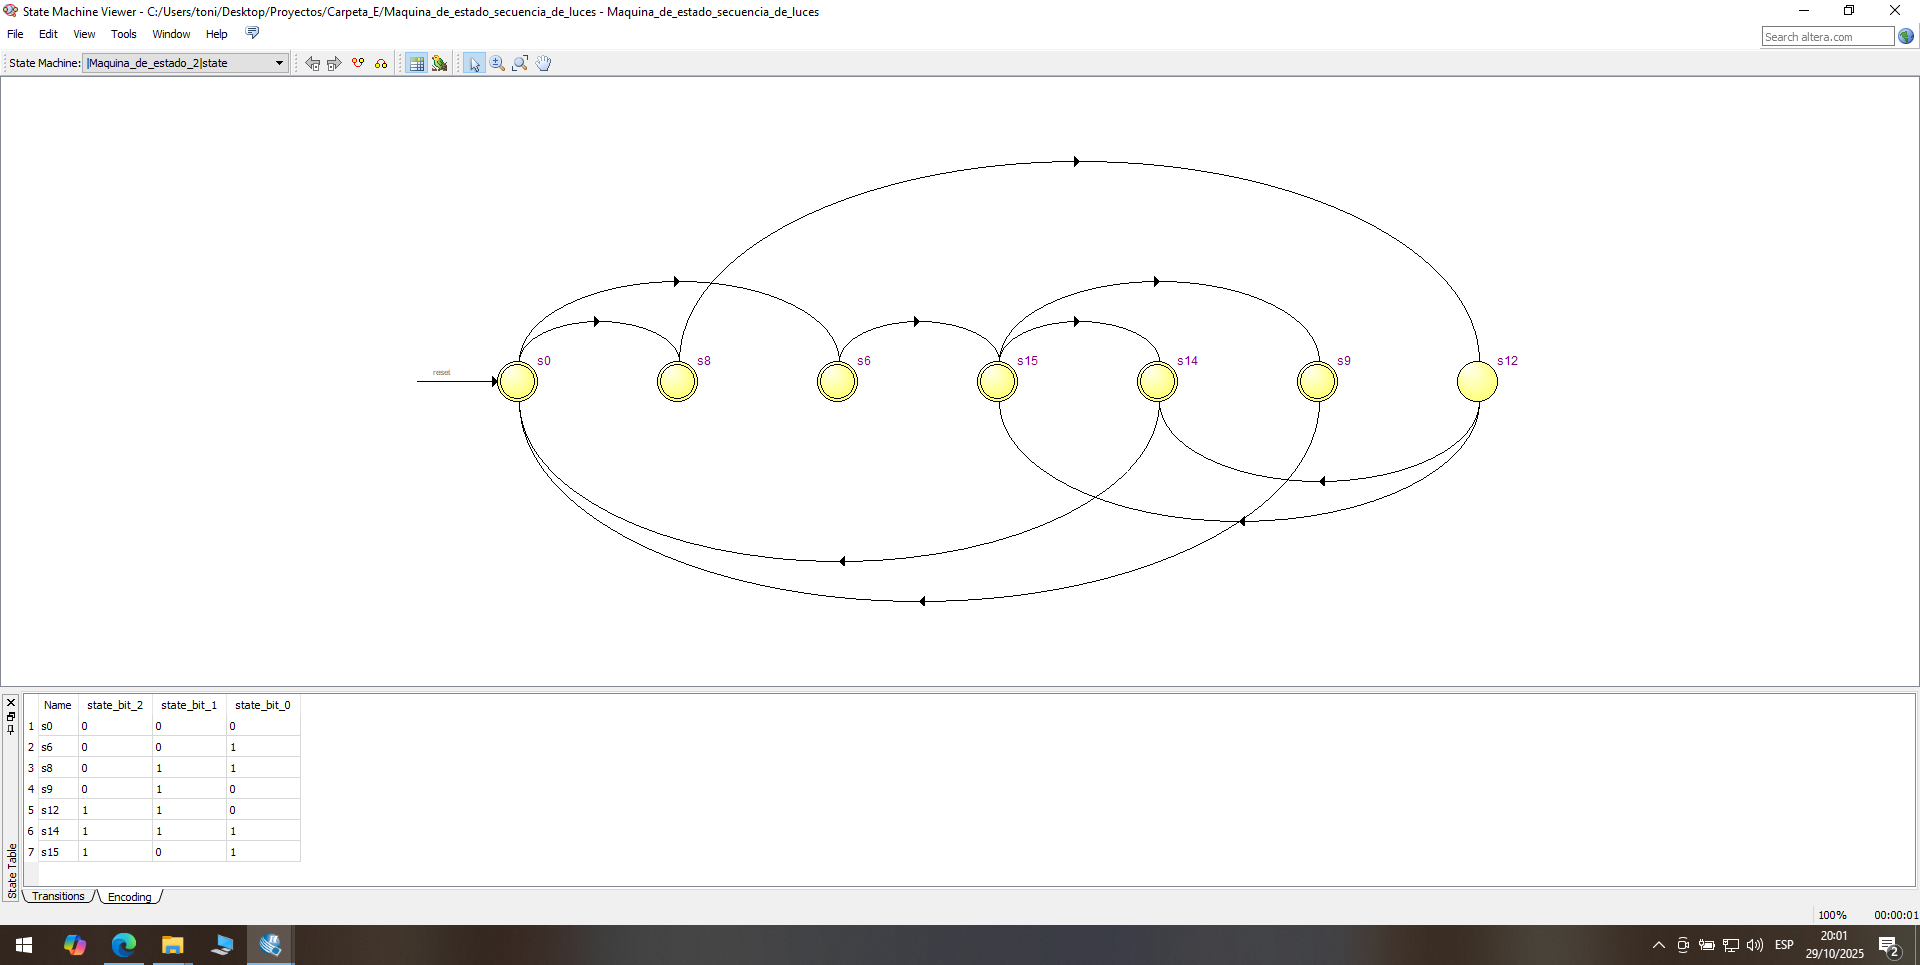 State Machine Viewer - C:/Users/toni/Desktop/Proyectos/Carpeta_E/Maquina_de_estado_secuencia_de_luces - Maquina_de_estado_secuencia_de_luces
File Edit View Tools Window Help
Search altera.com
State Machine: |Maquina_de_estado_2|state
reset
s0 s8 s6 s15 s14 s9 s12
Name state_bit_2 state_bit_1 state_bit_0
1 s0 0 0 0
2 s6 0 0 1
3 s8 0 1 1
4 s9 0 1 0
5 s12 1 1 0
6 s14 1 1 1
7 s15 1 0 1
State Table
Transitions Encoding
100% 00:00:01
ESP
20:01
29/10/2025
2